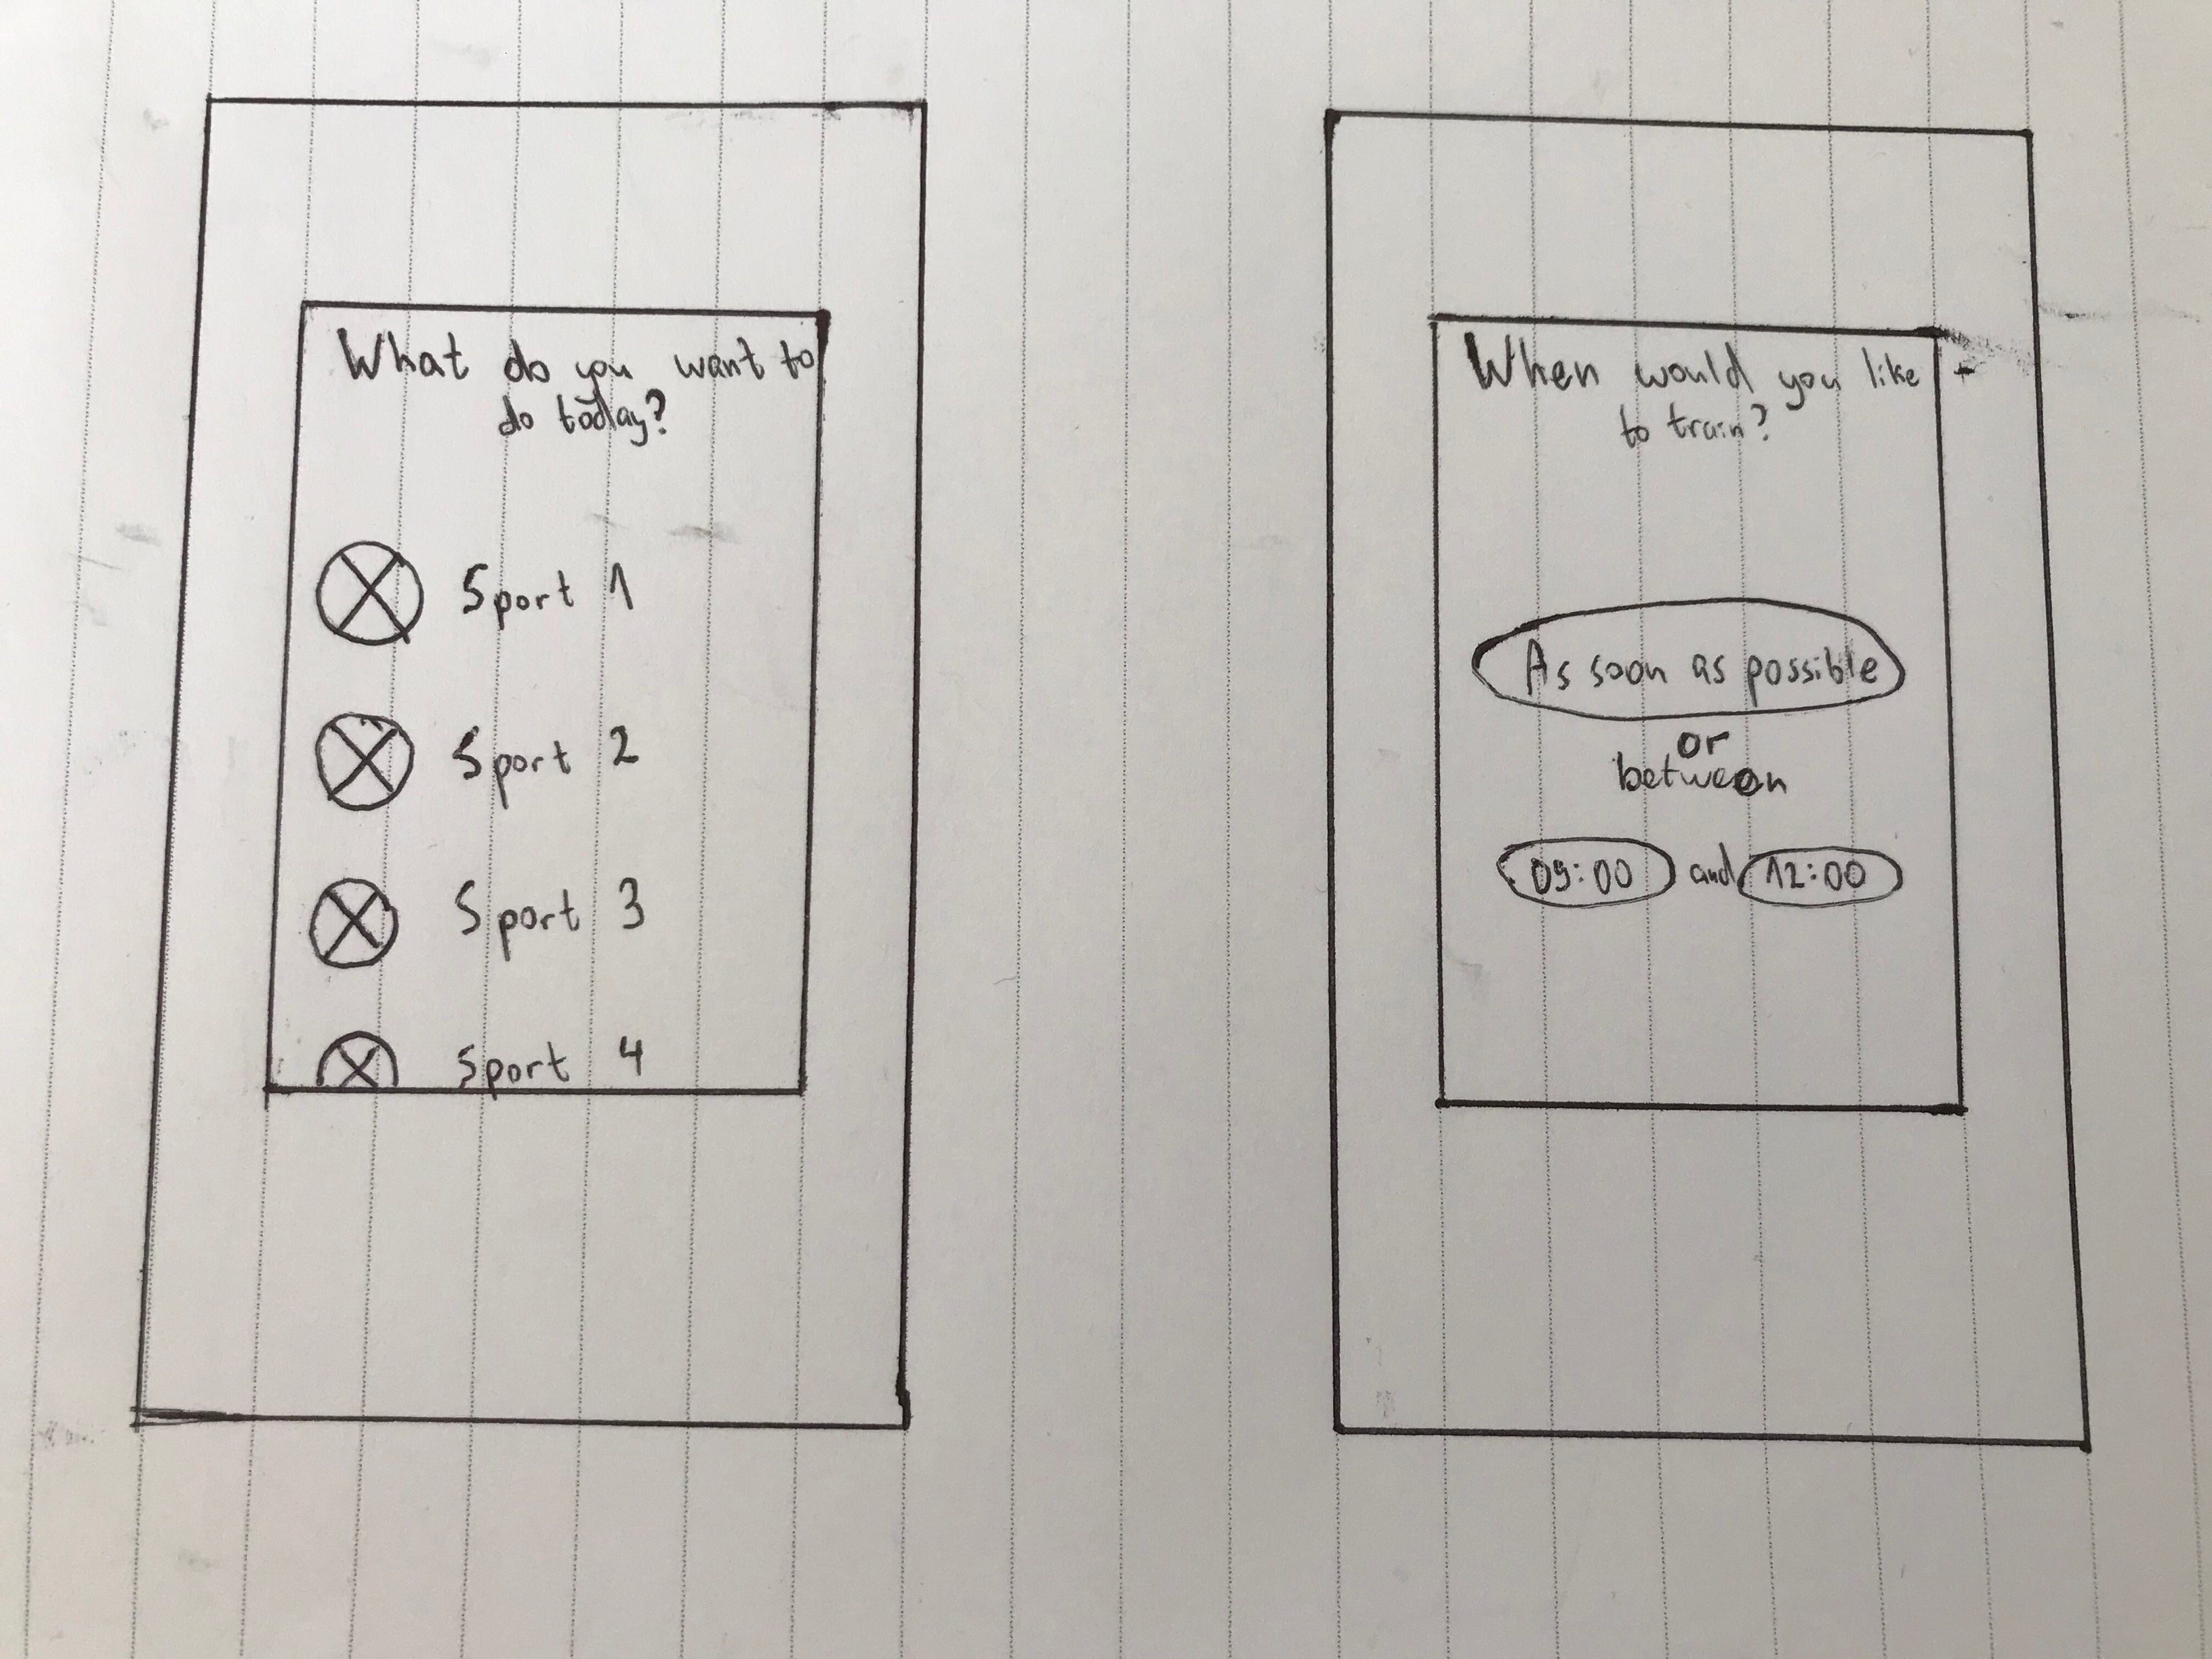 What do you want to
do today?
Sport 1
Sport 2
Sport 3
Sport 4
When would you like
to train?
As soon as possible
or
between
09:00 and 12:00